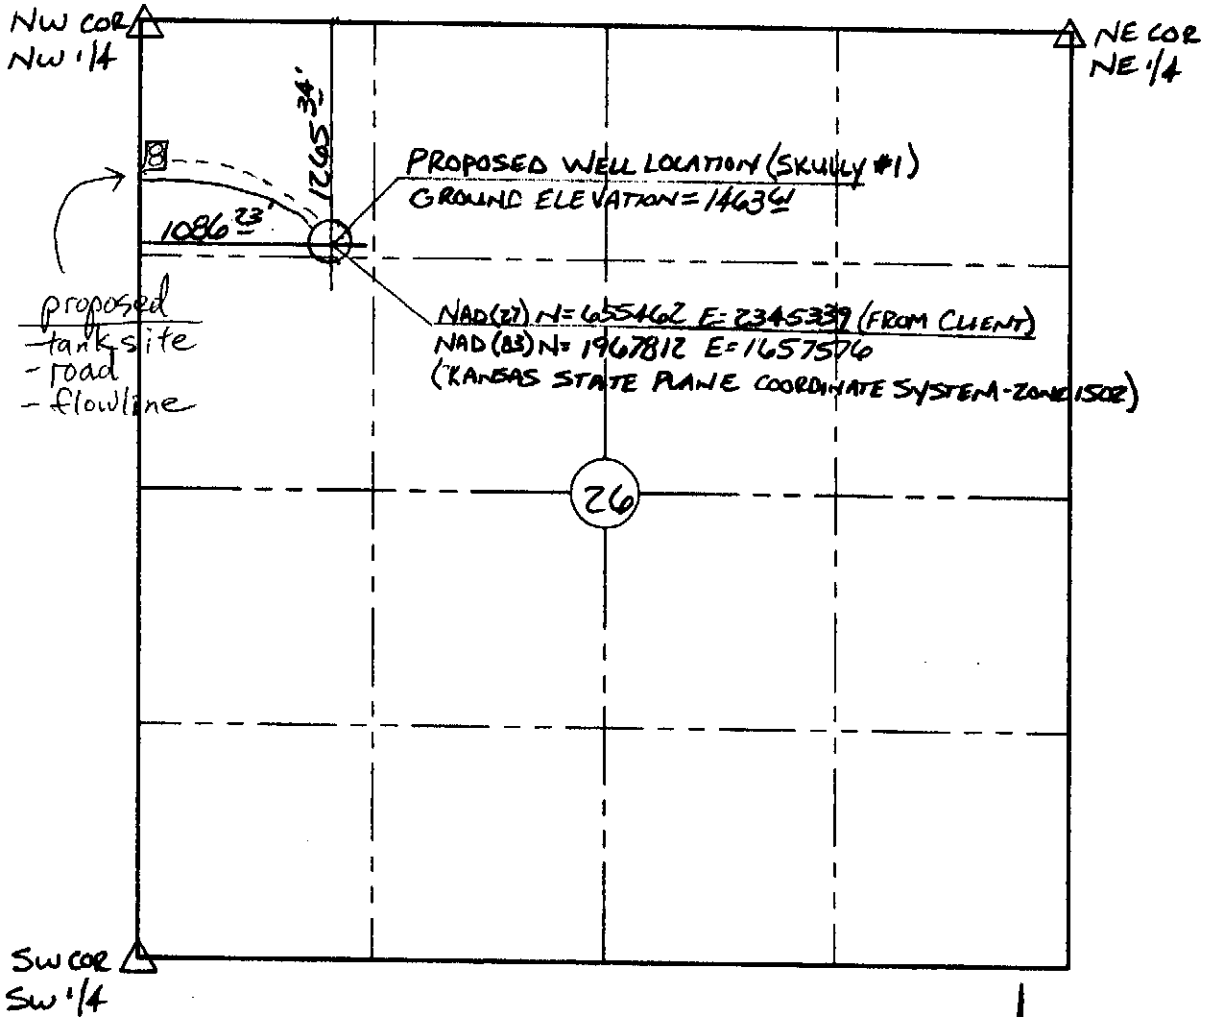 NW COR
NW 1/4
NE COR
NE 1/4
8
1265 34'
PROPOSED WELL LOCATION (SKULLY #1)
GROUND ELEVATION = 1463 61
1086 23'
proposed
- tank site
- road
- flowline
NAD(27) N= 655462 E= 2345339 (FROM CLIENT)
NAD(83) N= 1967812 E= 1657576
(KANSAS STATE PLANE COORDINATE SYSTEM-ZONE 1502)
26
SW COR
SW 1/4